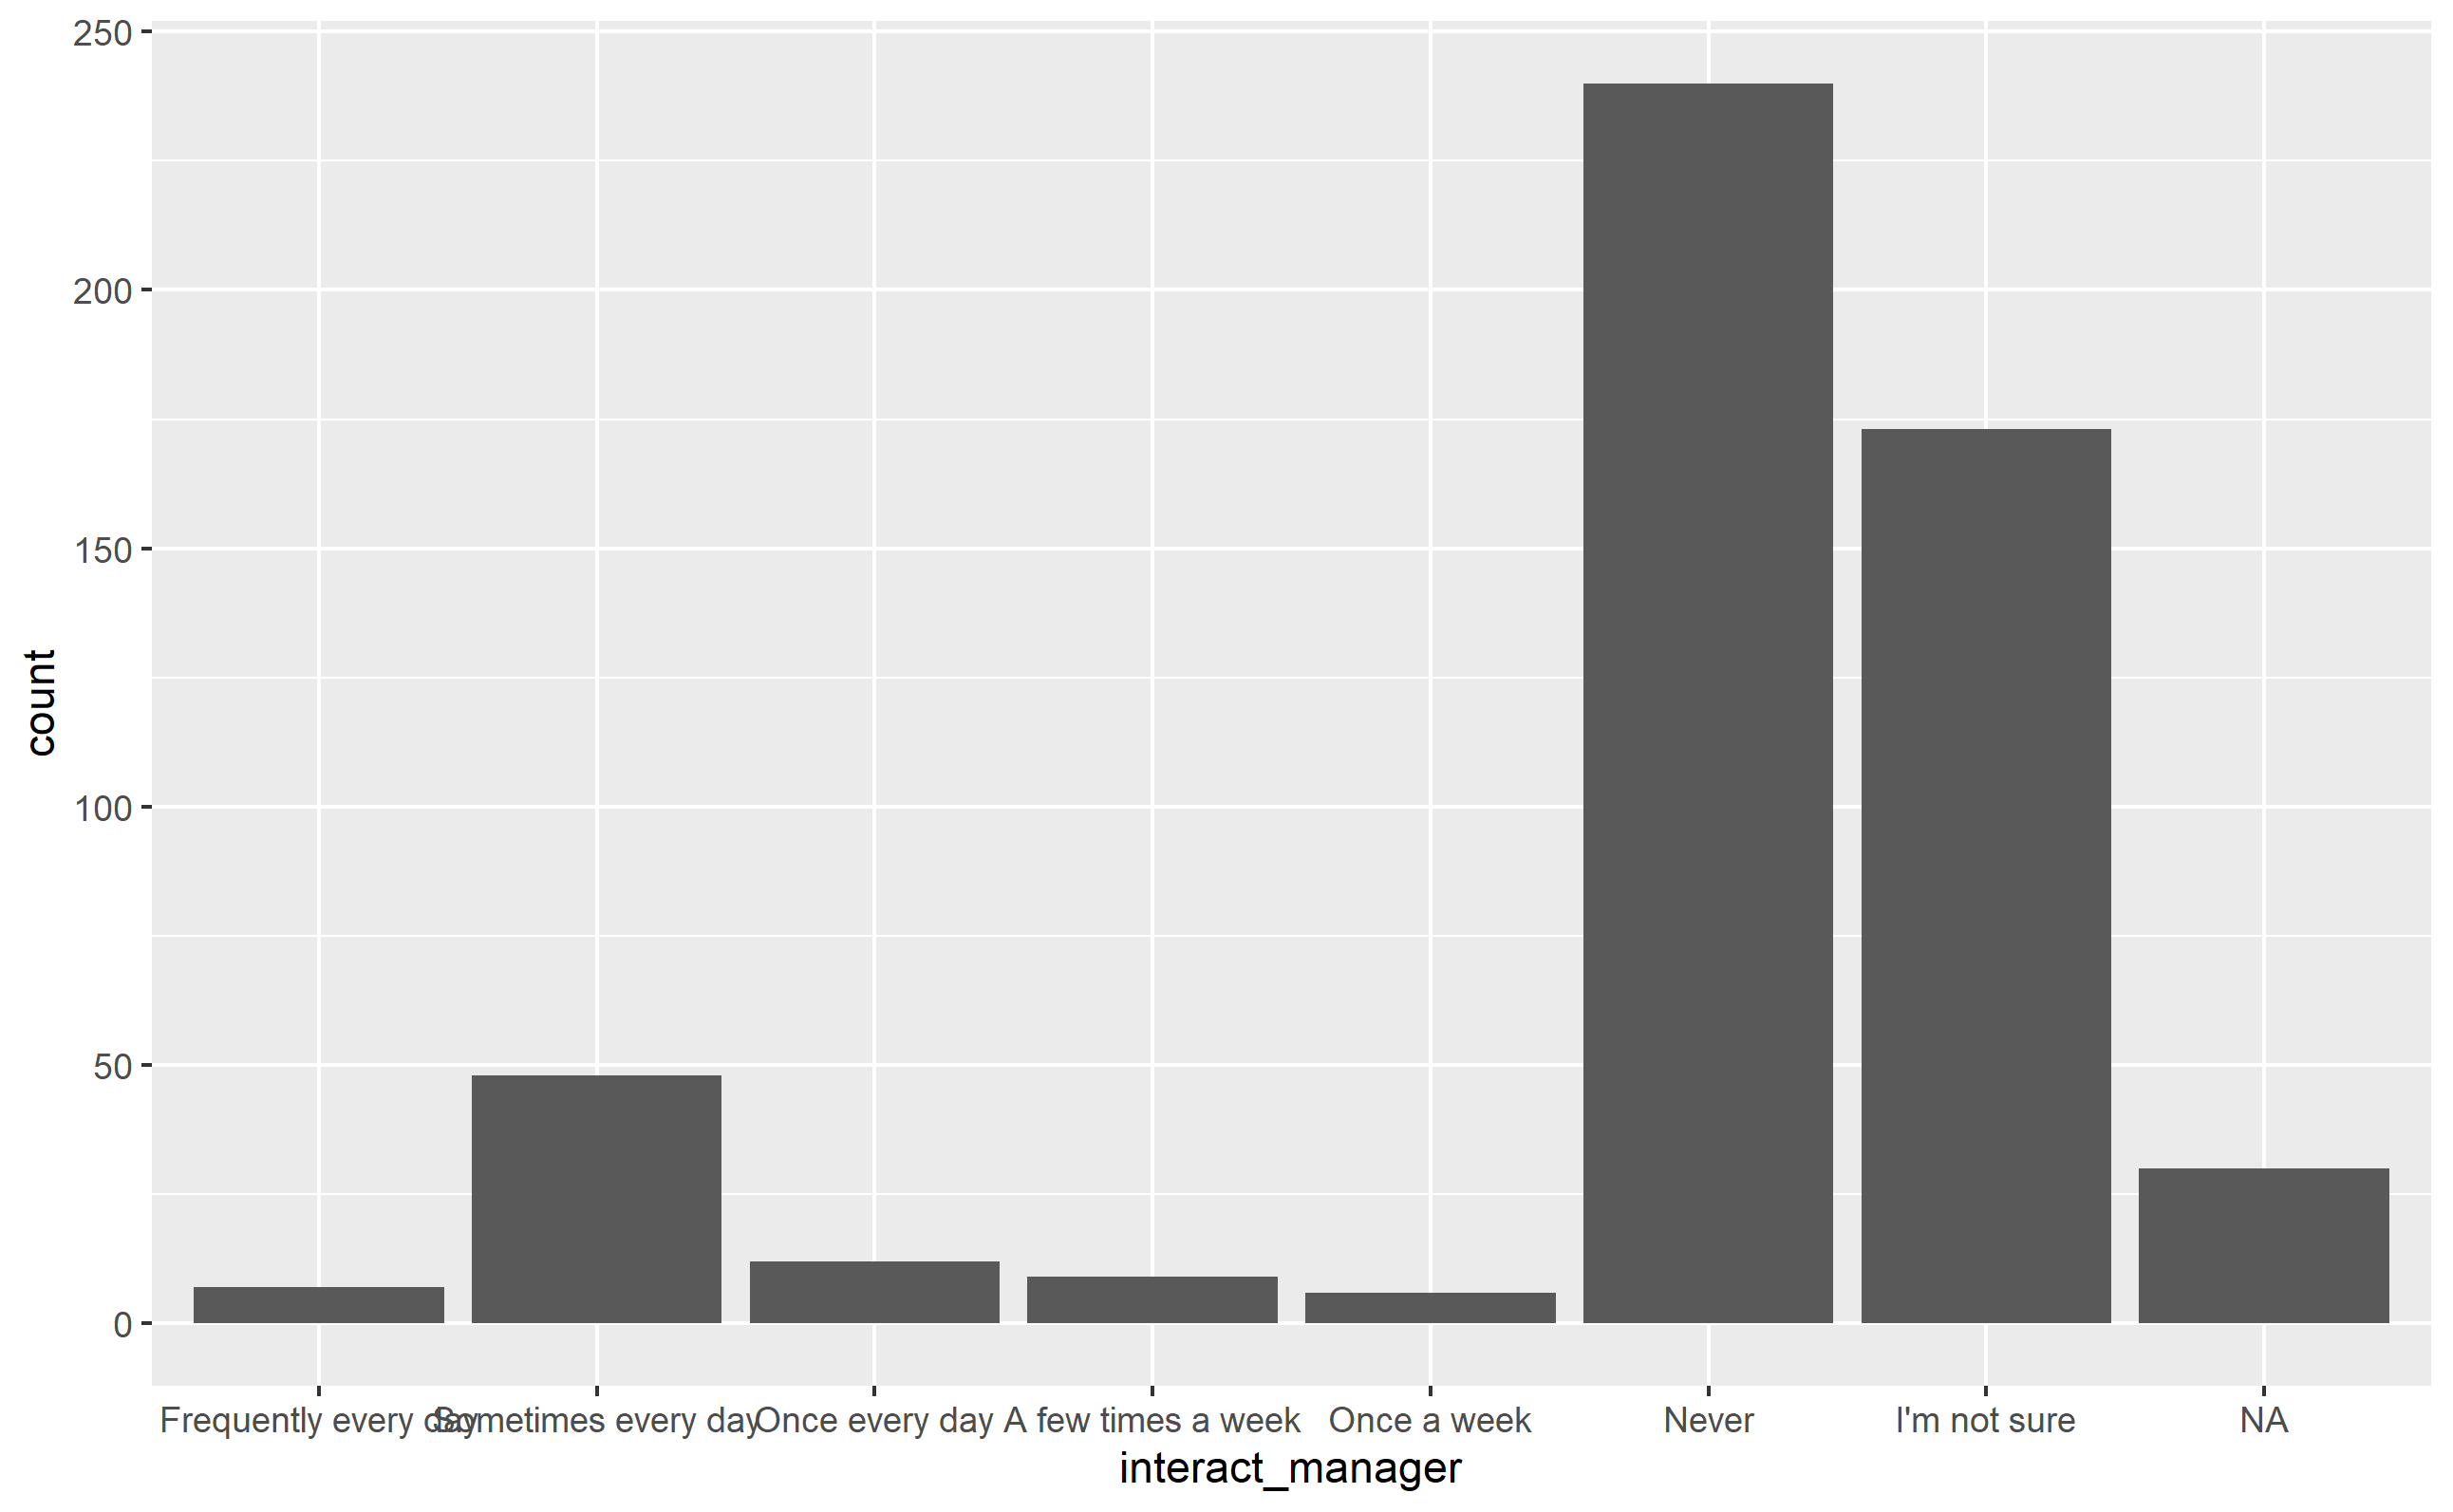 250
200
150
100
50
0
count
Frequently every day Sometimes every day Once every day A few times a week Once a week Never I'm not sure NA
interact_manager